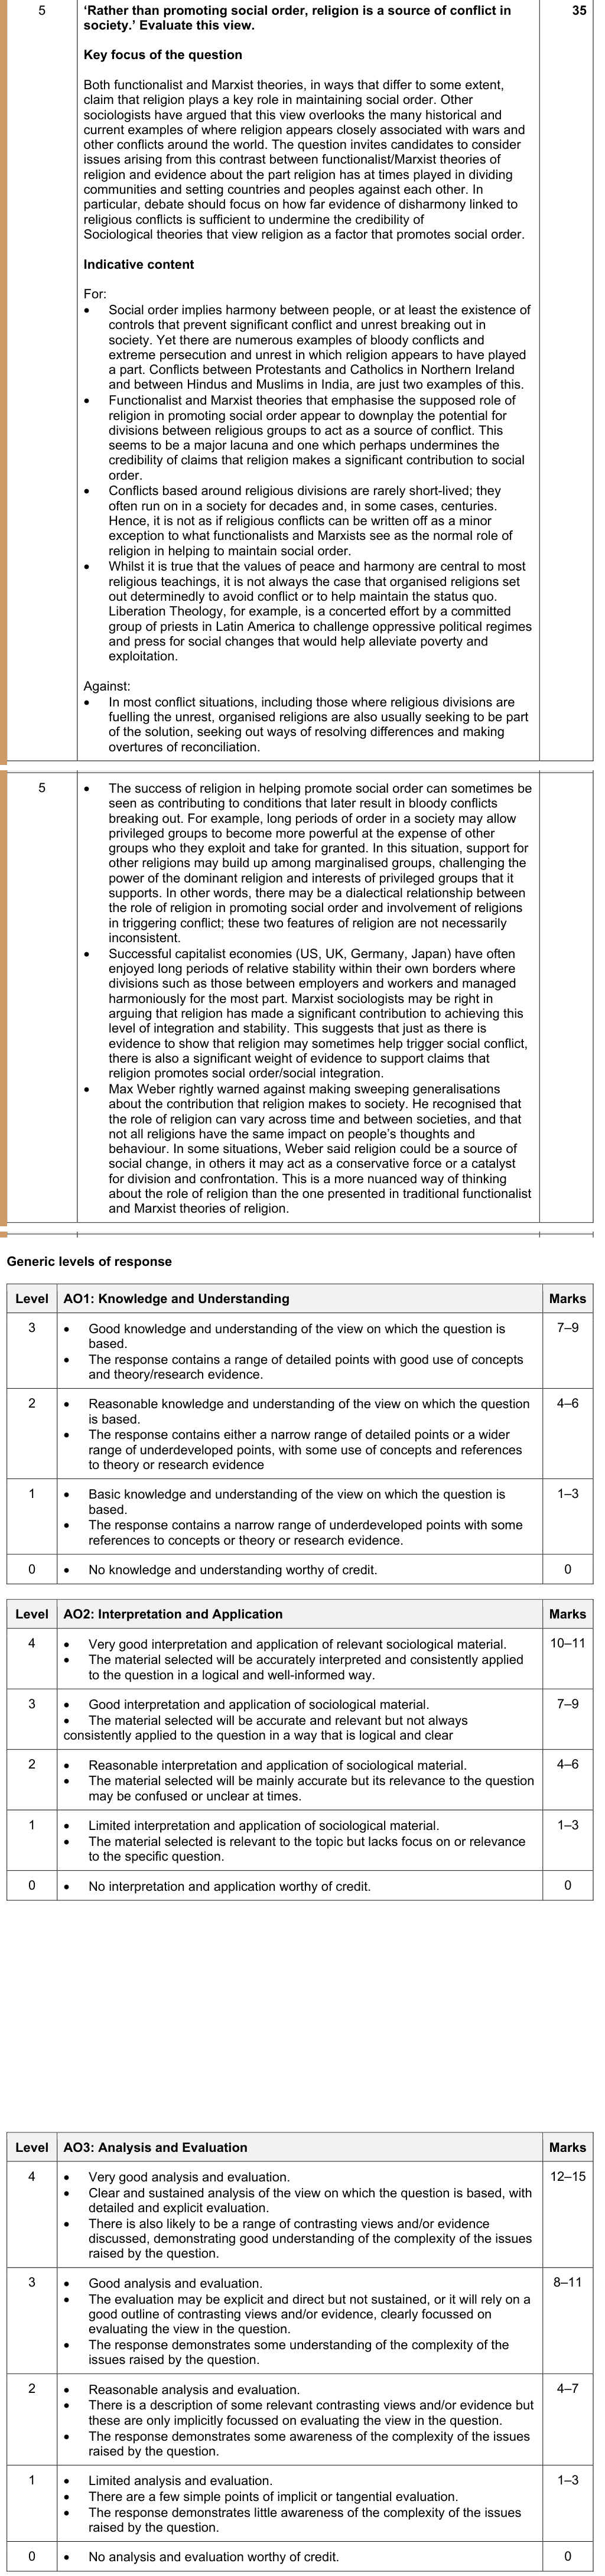 5
‘Rather than promoting social order, religion is a source of conflict in
society.’ Evaluate this view.
35
Key focus of the question
Both functionalist and Marxist theories, in ways that differ to some extent,
claim that religion plays a key role in maintaining social order. Other
sociologists have argued that this view overlooks the many historical and
current examples of where religion appears closely associated with wars and
other conflicts around the world. The question invites candidates to consider
issues arising from this contrast between functionalist/Marxist theories of
religion and evidence about the part religion has at times played in dividing
communities and setting countries and peoples against each other. In
particular, debate should focus on how far evidence of disharmony linked to
religious conflicts is sufficient to undermine the credibility of
Sociological theories that view religion as a factor that promotes social order.
Indicative content
For:
• Social order implies harmony between people, or at least the existence of
controls that prevent significant conflict and unrest breaking out in
society. Yet there are numerous examples of bloody conflicts and
extreme persecution and unrest in which religion appears to have played
a part. Conflicts between Protestants and Catholics in Northern Ireland
and between Hindus and Muslims in India, are just two examples of this.
• Functionalist and Marxist theories that emphasise the supposed role of
religion in promoting social order appear to downplay the potential for
divisions between religious groups to act as a source of conflict. This
seems to be a major lacuna and one which perhaps undermines the
credibility of claims that religion makes a significant contribution to social
order.
• Conflicts based around religious divisions are rarely short-lived; they
often run on in a society for decades and, in some cases, centuries.
Hence, it is not as if religious conflicts can be written off as a minor
exception to what functionalists and Marxists see as the normal role of
religion in helping to maintain social order.
• Whilst it is true that the values of peace and harmony are central to most
religious teachings, it is not always the case that organised religions set
out determinedly to avoid conflict or to help maintain the status quo.
Liberation Theology, for example, is a concerted effort by a committed
group of priests in Latin America to challenge oppressive political regimes
and press for social changes that would help alleviate poverty and
exploitation.
Against:
• In most conflict situations, including those where religious divisions are
fuelling the unrest, organised religions are also usually seeking to be part
of the solution, seeking out ways of resolving differences and making
overtures of reconciliation.
5
• The success of religion in helping promote social order can sometimes be
seen as contributing to conditions that later result in bloody conflicts
breaking out. For example, long periods of order in a society may allow
privileged groups to become more powerful at the expense of other
groups who they exploit and take for granted. In this situation, support for
other religions may build up among marginalised groups, challenging the
power of the dominant religion and interests of privileged groups that it
supports. In other words, there may be a dialectical relationship between
the role of religion in promoting social order and involvement of religions
in triggering conflict; these two features of religion are not necessarily
inconsistent.
• Successful capitalist economies (US, UK, Germany, Japan) have often
enjoyed long periods of relative stability within their own borders where
divisions such as those between employers and workers and managed
harmoniously for the most part. Marxist sociologists may be right in
arguing that religion has made a significant contribution to achieving this
level of integration and stability. This suggests that just as there is
evidence to show that religion may sometimes help trigger social conflict,
there is also a significant weight of evidence to support claims that
religion promotes social order/social integration.
• Max Weber rightly warned against making sweeping generalisations
about the contribution that religion makes to society. He recognised that
the role of religion can vary across time and between societies, and that
not all religions have the same impact on people’s thoughts and
behaviour. In some situations, Weber said religion could be a source of
social change, in others it may act as a conservative force or a catalyst
for division and confrontation. This is a more nuanced way of thinking
about the role of religion than the one presented in traditional functionalist
and Marxist theories of religion.
Generic levels of response
Level AO1: Knowledge and Understanding Marks
3 • Good knowledge and understanding of the view on which the question is 7–9
based.
• The response contains a range of detailed points with good use of concepts
and theory/research evidence.
2 • Reasonable knowledge and understanding of the view on which the question 4–6
is based.
• The response contains either a narrow range of detailed points or a wider
range of underdeveloped points, with some use of concepts and references
to theory or research evidence
1 • Basic knowledge and understanding of the view on which the question is 1–3
based.
• The response contains a narrow range of underdeveloped points with some
references to concepts or theory or research evidence.
0 • No knowledge and understanding worthy of credit. 0
Level AO2: Interpretation and Application Marks
4 • Very good interpretation and application of relevant sociological material. 10–11
• The material selected will be accurately interpreted and consistently applied
to the question in a logical and well-informed way.
3 • Good interpretation and application of sociological material. 7–9
• The material selected will be accurate and relevant but not always
consistently applied to the question in a way that is logical and clear
2 • Reasonable interpretation and application of sociological material. 4–6
• The material selected will be mainly accurate but its relevance to the question
may be confused or unclear at times.
1 • Limited interpretation and application of sociological material. 1–3
• The material selected is relevant to the topic but lacks focus on or relevance
to the specific question.
0 • No interpretation and application worthy of credit. 0
Level AO3: Analysis and Evaluation Marks
4 • Very good analysis and evaluation. 12–15
• Clear and sustained analysis of the view on which the question is based, with
detailed and explicit evaluation.
• There is also likely to be a range of contrasting views and/or evidence
discussed, demonstrating good understanding of the complexity of the issues
raised by the question.
3 • Good analysis and evaluation. 8–11
• The evaluation may be explicit and direct but not sustained, or it will rely on a
good outline of contrasting views and/or evidence, clearly focussed on
evaluating the view in the question.
• The response demonstrates some understanding of the complexity of the
issues raised by the question.
2 • Reasonable analysis and evaluation. 4–7
• There is a description of some relevant contrasting views and/or evidence but
these are only implicitly focussed on evaluating the view in the question.
• The response demonstrates some awareness of the complexity of the issues
raised by the question.
1 • Limited analysis and evaluation. 1–3
• There are a few simple points of implicit or tangential evaluation.
• The response demonstrates little awareness of the complexity of the issues
raised by the question.
0 • No analysis and evaluation worthy of credit. 0